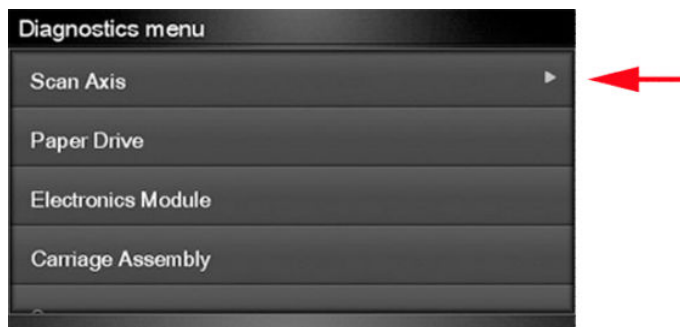 Diagnostics menu
Scan Axis
Paper Drive
Electronics Module
Carriage Assembly